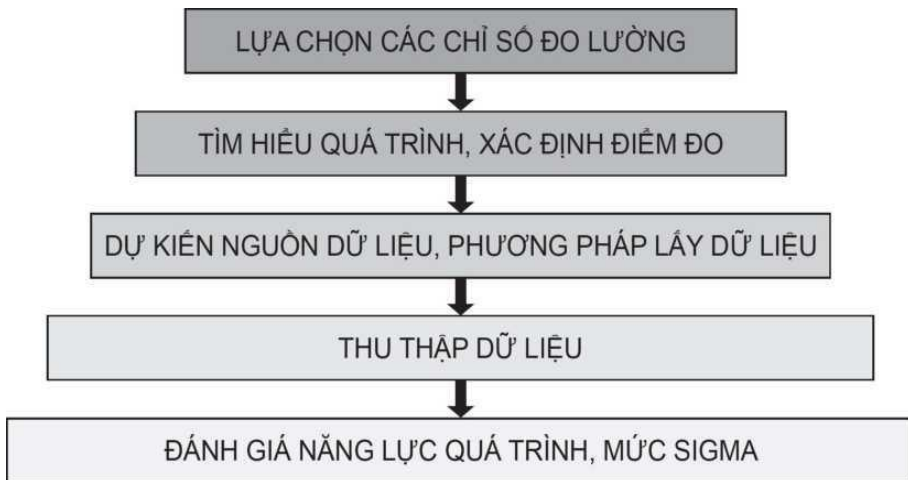 LỰA CHỌN CÁC CHỈ SỐ ĐO LƯỜNG
TÌM HIỂU QUÁ TRÌNH, XÁC ĐỊNH ĐIỂM ĐO
DỰ KIẾN NGUỒN DỮ LIỆU, PHƯƠNG PHÁP LẤY DỮ LIỆU
THU THẬP DỮ LIỆU
ĐÁNH GIÁ NĂNG LỰC QUÁ TRÌNH, MỨC SIGMA